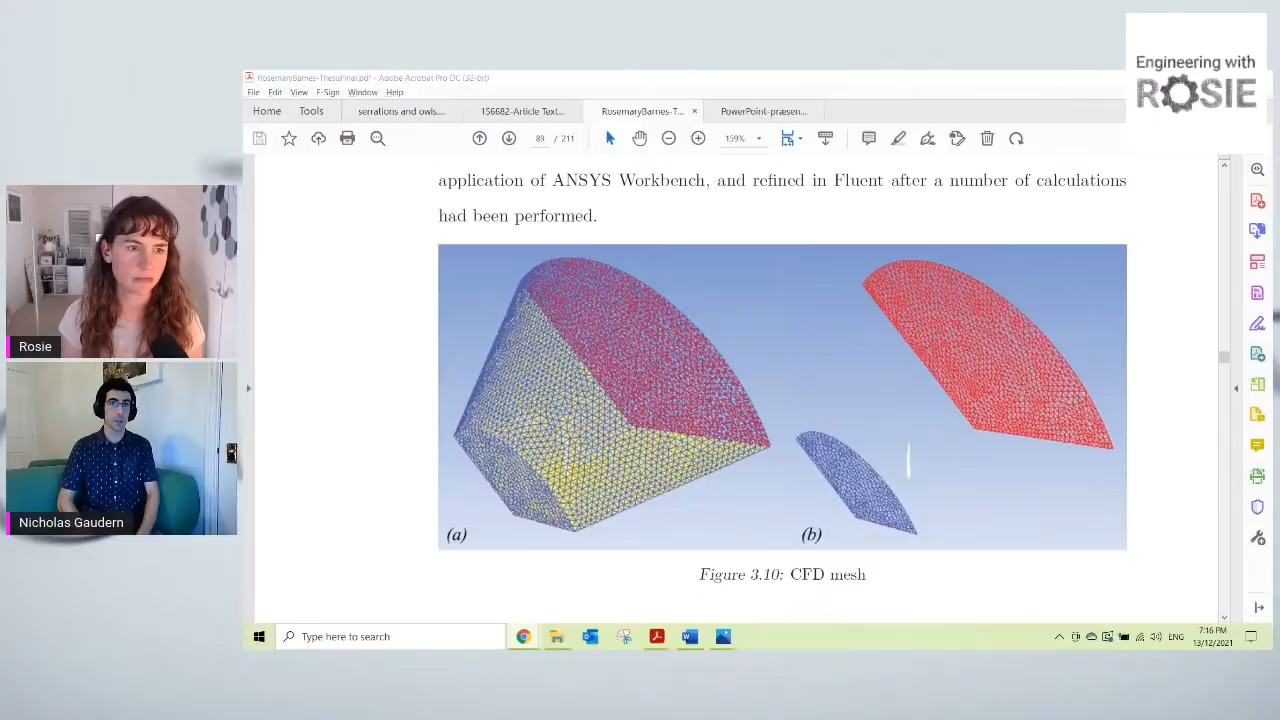 Engineering with
ROSIE
RosemaryBarnes-ThesisFinal.pdf - Adobe Acrobat Pro DC (32-bit)
File Edit View E-Sign Window Help
Home Tools serrations and owls.... 156682-Article Text... RosemaryBarnes-T... × PowerPoint-præsen...
89 / 211 159%
application of ANSYS Workbench, and refined in Fluent after a number of calculations
had been performed.
(a) (b)
Figure 3.10: CFD mesh
Rosie
Nicholas Gaudern
Type here to search
ENG 7:16 PM
13/12/2021